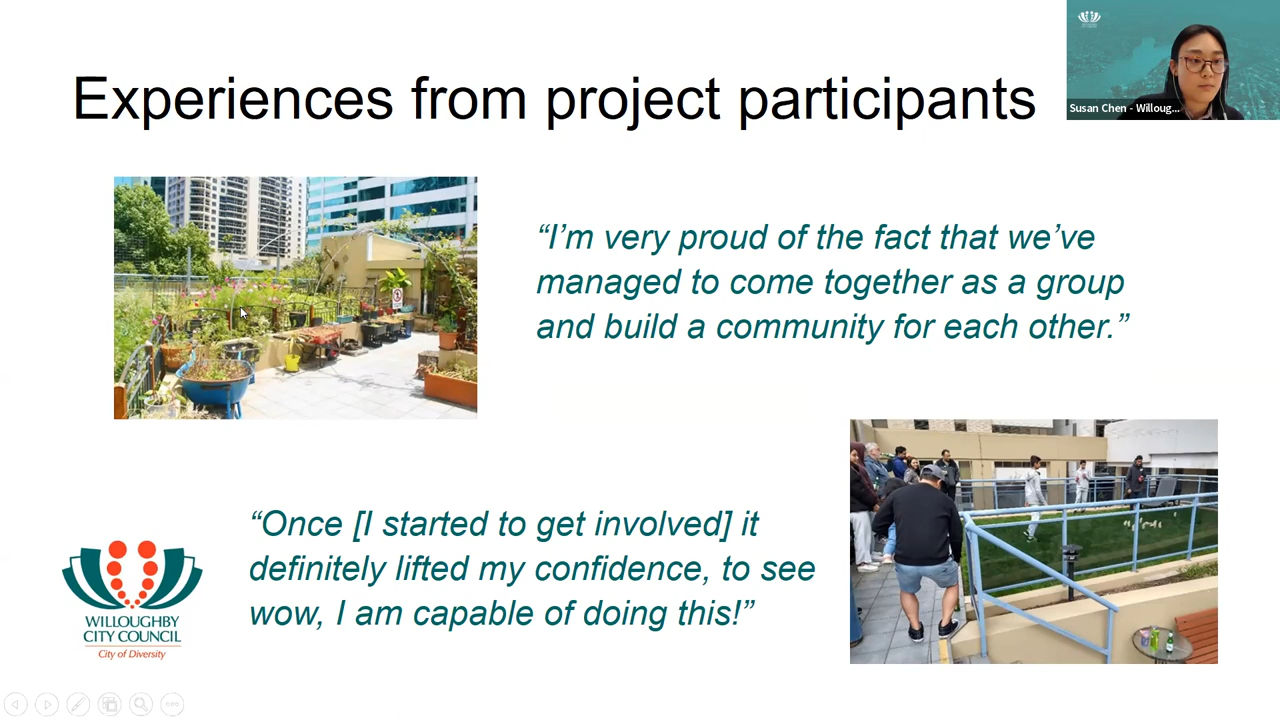 Experiences from project participants
Susan Chen - Willoug...
“I’m very proud of the fact that we’ve
managed to come together as a group
and build a community for each other.”
“Once [I started to get involved] it
definitely lifted my confidence, to see
wow, I am capable of doing this!”
WILLOUGHBY
CITY COUNCIL
City of Diversity